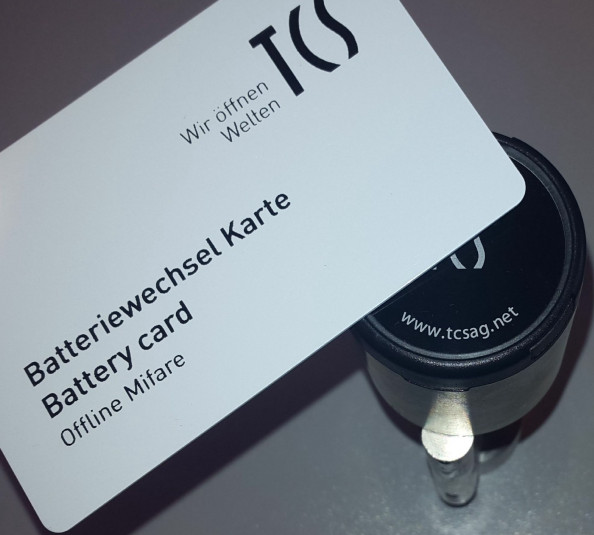 TCS
Wir öffnen
Welten
Batteriewechsel Karte
Battery card
Offline Mifare
www.tcsag.net